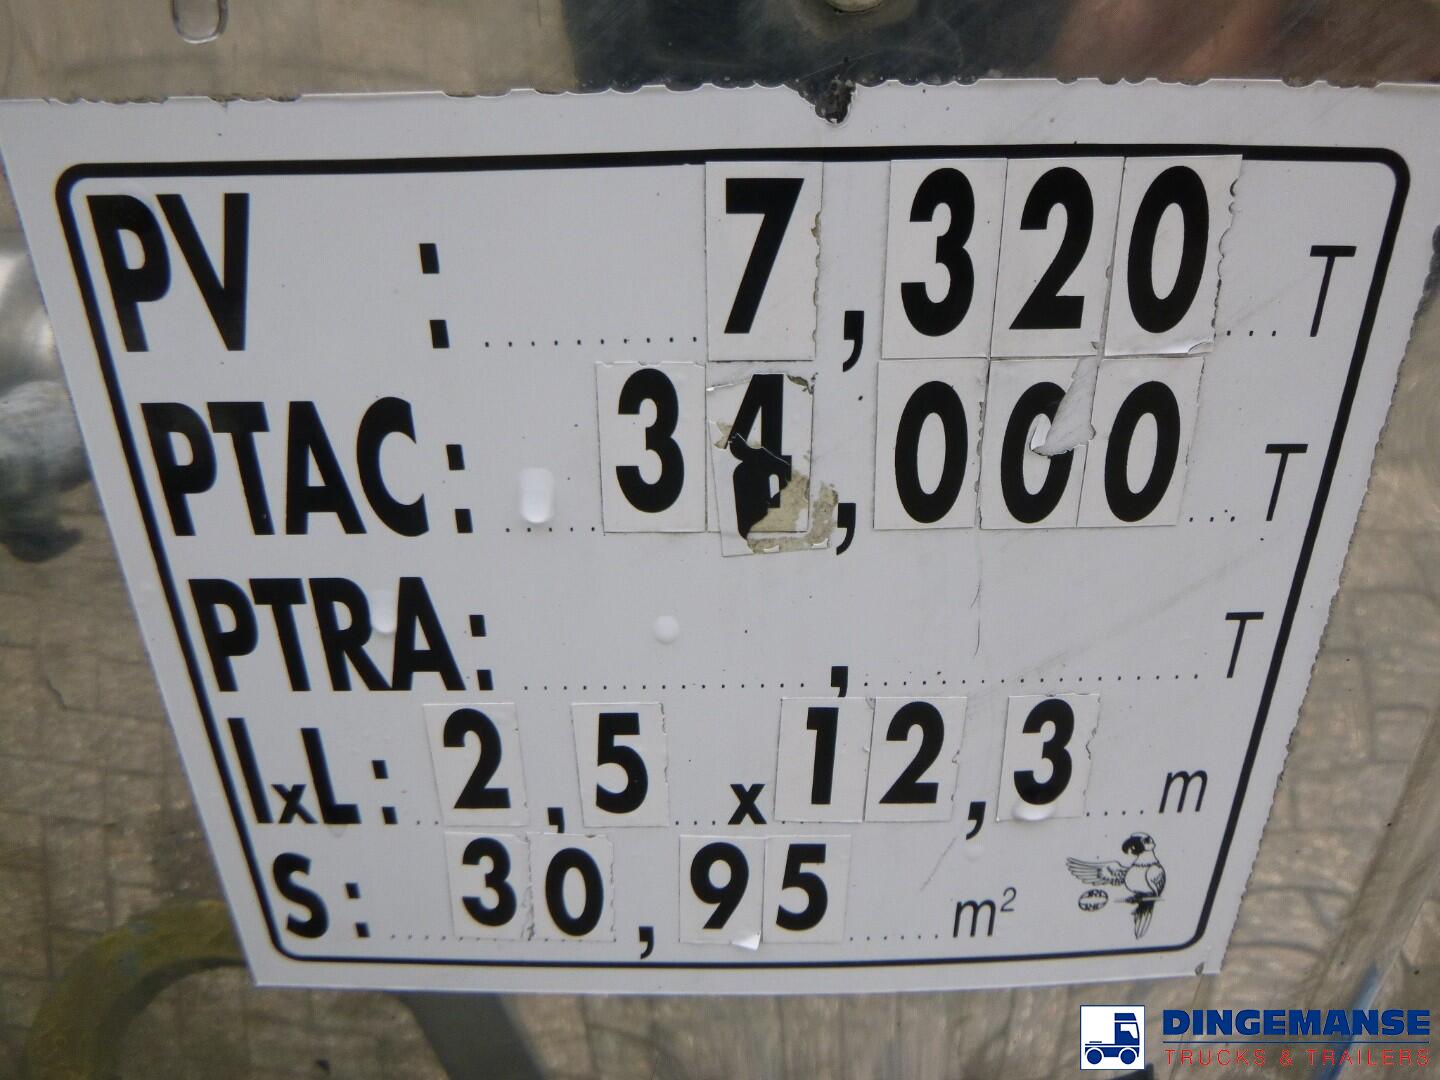 PV : 7,320 T
PTAC: 34,000 T
PTRA: , T
lxL: 2,5 x 12,3 m
S: 30,95 m²
DINGEMANSE
TRUCKS & TRAILERS